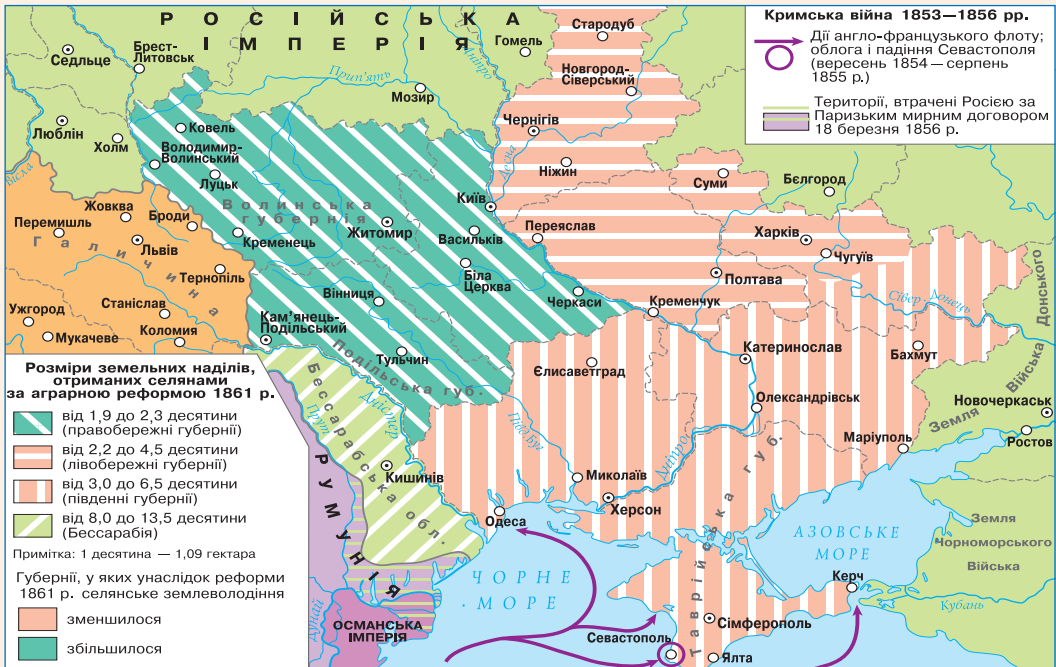 РОСІЙСЬКА
ІМПЕРІЯ
Кримська війна 1853—1856 рр.
Дії англо-французького флоту;
облога і падіння Севастополя
(вересень 1854 — серпень
1855 р.)
Території, втрачені Росією за
Паризьким мирним договором
18 березня 1856 р.
Седльце
Брест-
Литовськ
Люблін
Холм
Вісла
Прип'ять
Мозир
Гомель
Дніпро
Стародуб
Новгород-
Сіверський
Чернігів
Десна
Ніжин
Суми
Бєлгород
Ковель
Володимир-
Волинський
Луцьк
Волинська
губернія
Київ
Житомир
Васильків
Переяслав
Харків
Чугуїв
Полтава
Кременець
Біла
Церква
Вінниця
Черкаси
Кременчук
Сівер. Донець
Жовква
Перемишль
Броди
Львів
Галичина
Тернопіль
Станіслав
Ужгород
Мукачеве
Коломия
Кам'янець-
Подільський
Тульчин
Подільська губ.
Єлисаветград
Катеринослав
Бахмут
Олександрівськ
Земля Війська Донського
Новочеркаськ
Ростов
Маріуполь
Бессарабська обл.
Прут
Дністер
Півд. Буг
Дніпро
Кишинів
Миколаїв
Херсон
Одеса
Таврійська губ.
РУМУНІЯ
Дунай
ОСМАНСЬКА
ІМПЕРІЯ
ЧОРНЕ
МОРЕ
АЗОВСЬКЕ
МОРЕ
Земля
Чорноморського
Війська
Кубань
Керч
Сімферополь
Севастополь
Ялта
Розміри земельних наділів,
отриманих селянами
за аграрною реформою 1861 р.
від 1,9 до 2,3 десятини
(правобережні губернії)
від 2,2 до 4,5 десятини
(лівобережні губернії)
від 3,0 до 6,5 десятини
(південні губернії)
від 8,0 до 13,5 десятини
(Бессарабія)
Примітка: 1 десятина — 1,09 гектара
Губернії, у яких унаслідок реформи
1861 р. селянське землеволодіння
зменшилося
збільшилося